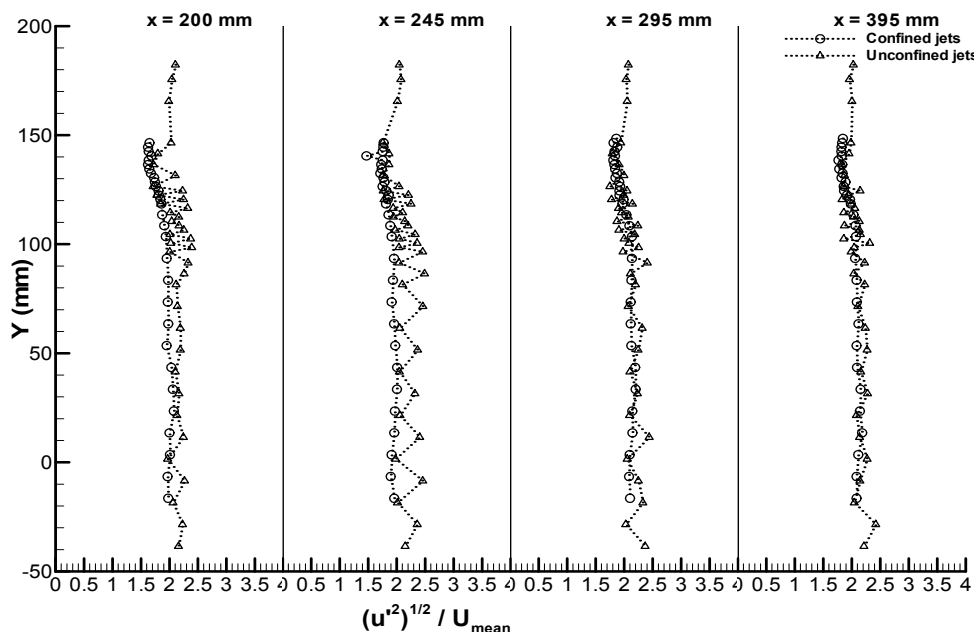 x = 200 mm x = 245 mm x = 295 mm x = 395 mm
Confined jets
Unconfined jets
200
150
100
50
0
-50
Y (mm)
0 0.5 1 1.5 2 2.5 3 3.5 0 0.5 1 1.5 2 2.5 3 3.5 0 0.5 1 1.5 2 2.5 3 3.5 0 0.5 1 1.5 2 2.5 3 3.5 4
(u'²)^1/2 / U_mean